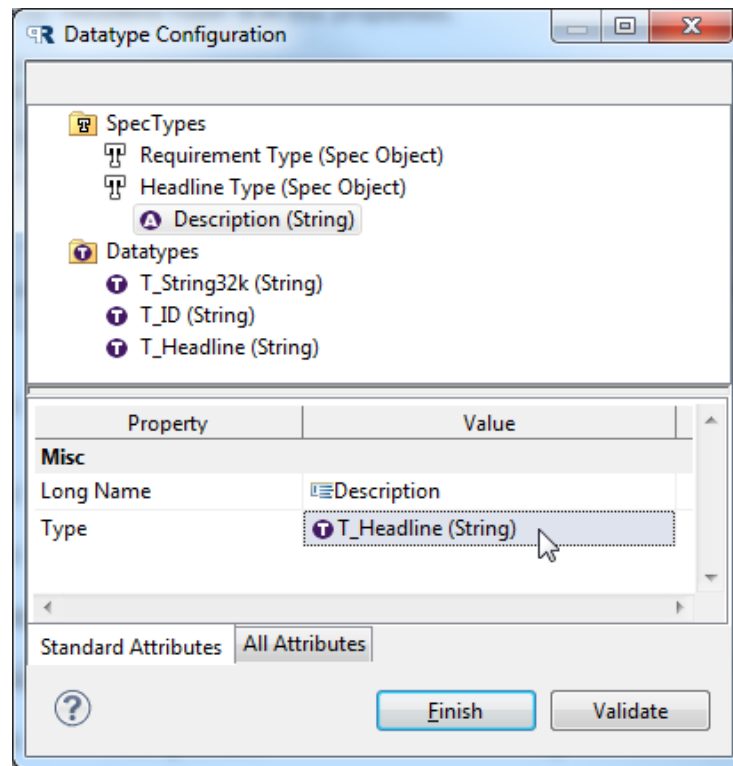 Datatype Configuration
SpecTypes
Requirement Type (Spec Object)
Headline Type (Spec Object)
Description (String)
Datatypes
T_String32k (String)
T_ID (String)
T_Headline (String)
Property Value
Misc
Long Name Description
Type T_Headline (String)
Standard Attributes All Attributes
Finish Validate